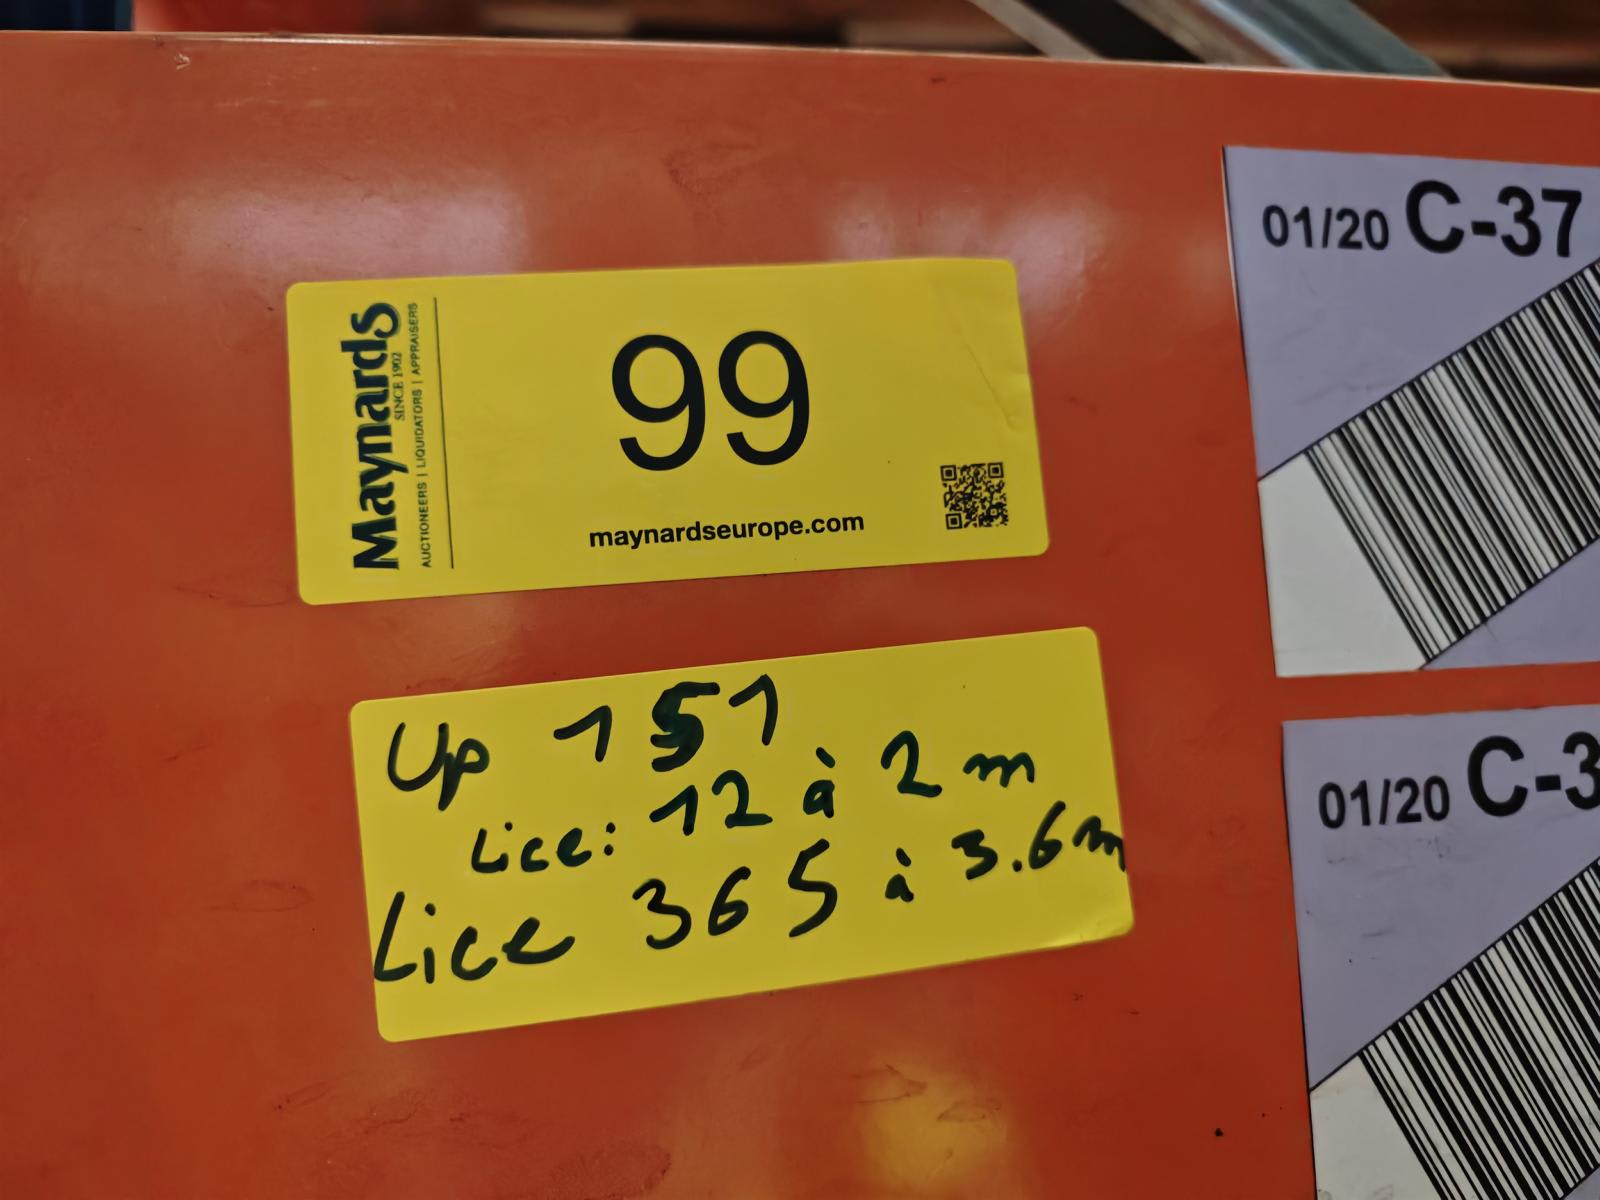 Maynards
SINCE 1902
AUCTIONEERS | LIQUIDATORS | APPRAISERS
99
maynardseurope.com
Up 151
Lice: 12 à 2 m
Lice 365 à 3.6m
01/20 C-37
01/20 C-3